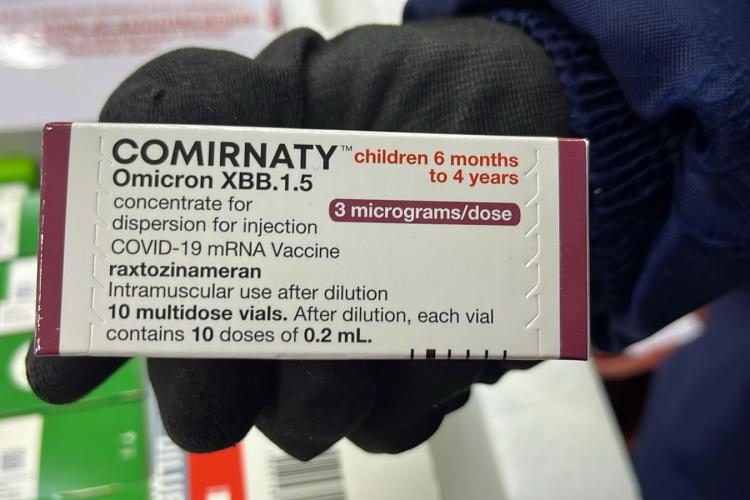 COMIRNATY™ children 6 months
to 4 years
Omicron XBB.1.5
3 micrograms/dose
concentrate for
dispersion for injection
COVID-19 mRNA Vaccine
raxtozinameran
Intramuscular use after dilution
10 multidose vials. After dilution, each vial
contains 10 doses of 0.2 mL.